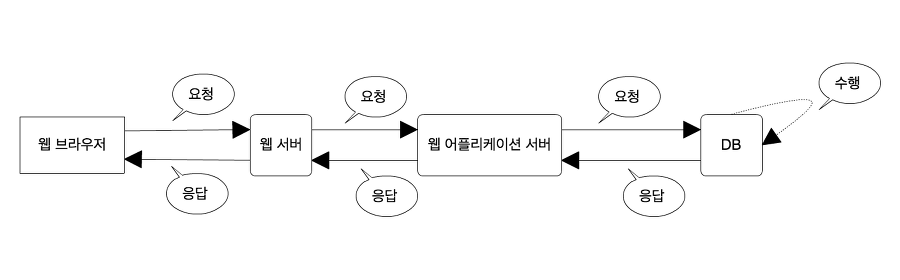 요청
요청
요청
수행
웹 브라우저
웹 서버
웹 어플리케이션 서버
DB
응답
응답
응답